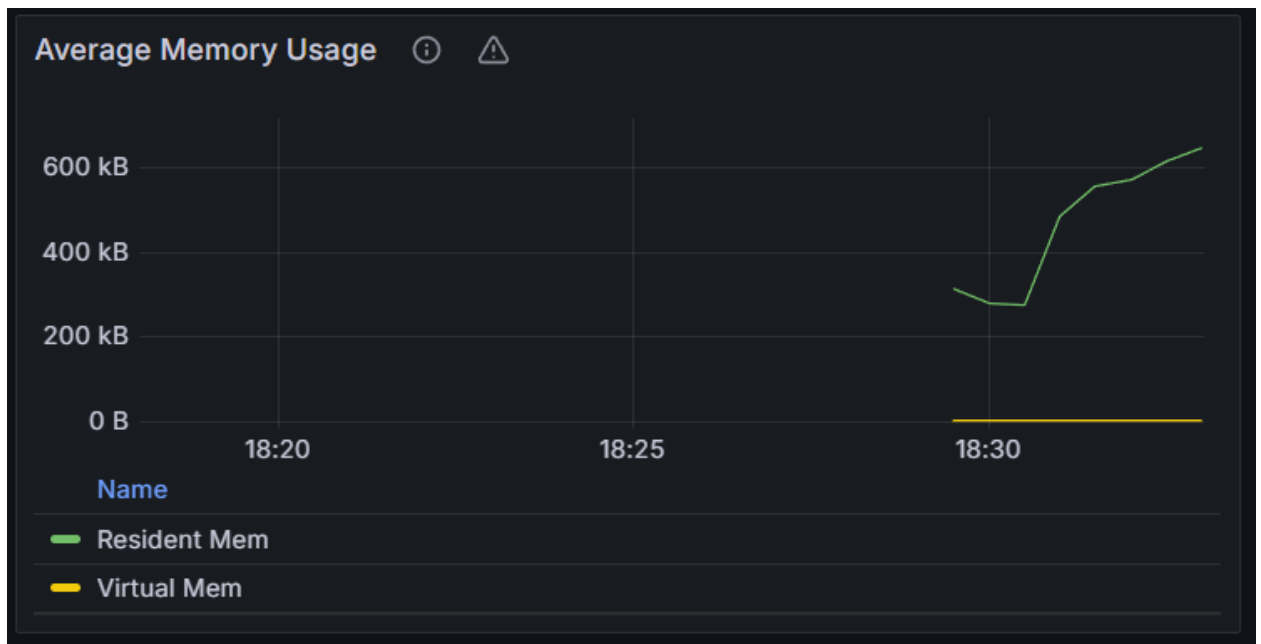 Average Memory Usage
600 kB
400 kB
200 kB
0 B
18:20 18:25 18:30
Name
Resident Mem
Virtual Mem